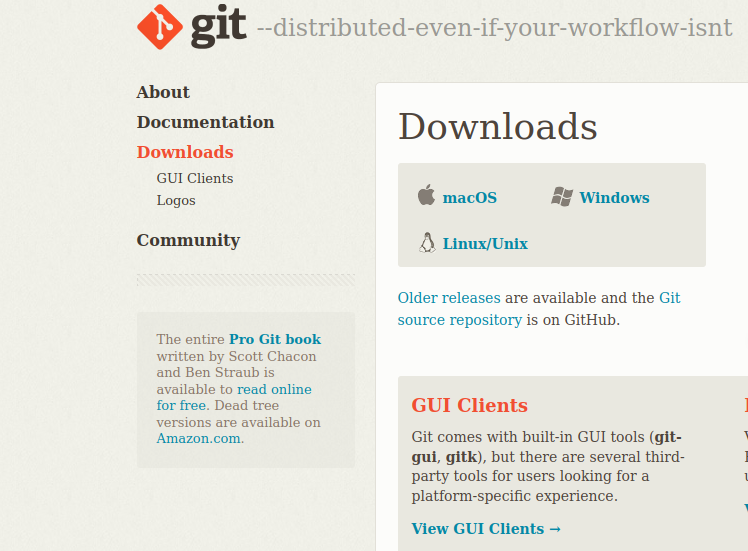 git --distributed-even-if-your-workflow-isnt
About
Documentation
Downloads
GUI Clients
Logos
Community
The entire Pro Git book
written by Scott Chacon
and Ben Straub is
available to read online
for free. Dead tree
versions are available on
Amazon.com.
Downloads
macOS
Windows
Linux/Unix
Older releases are available and the Git
source repository is on GitHub.
GUI Clients
Git comes with built-in GUI tools (git-
gui, gitk), but there are several third-
party tools for users looking for a
platform-specific experience.
View GUI Clients →